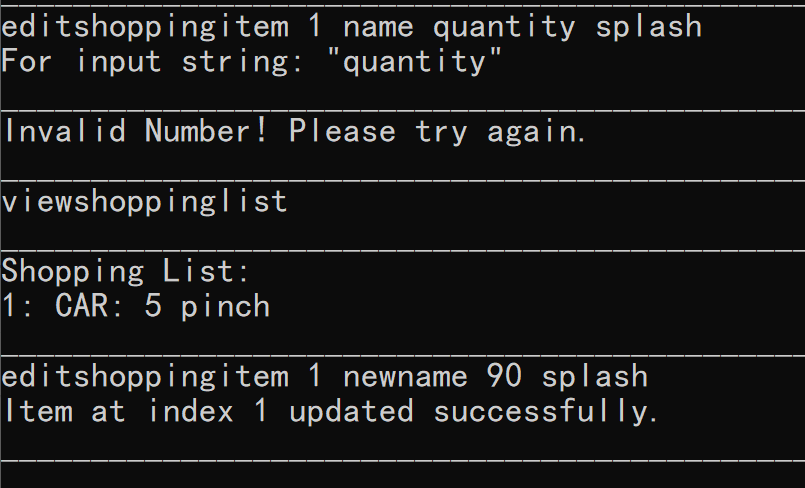 editshoppingitem 1 name quantity splash
For input string: "quantity"
Invalid Number! Please try again.
viewshoppinglist
Shopping List:
1: CAR: 5 pinch
editshoppingitem 1 newname 90 splash
Item at index 1 updated successfully.